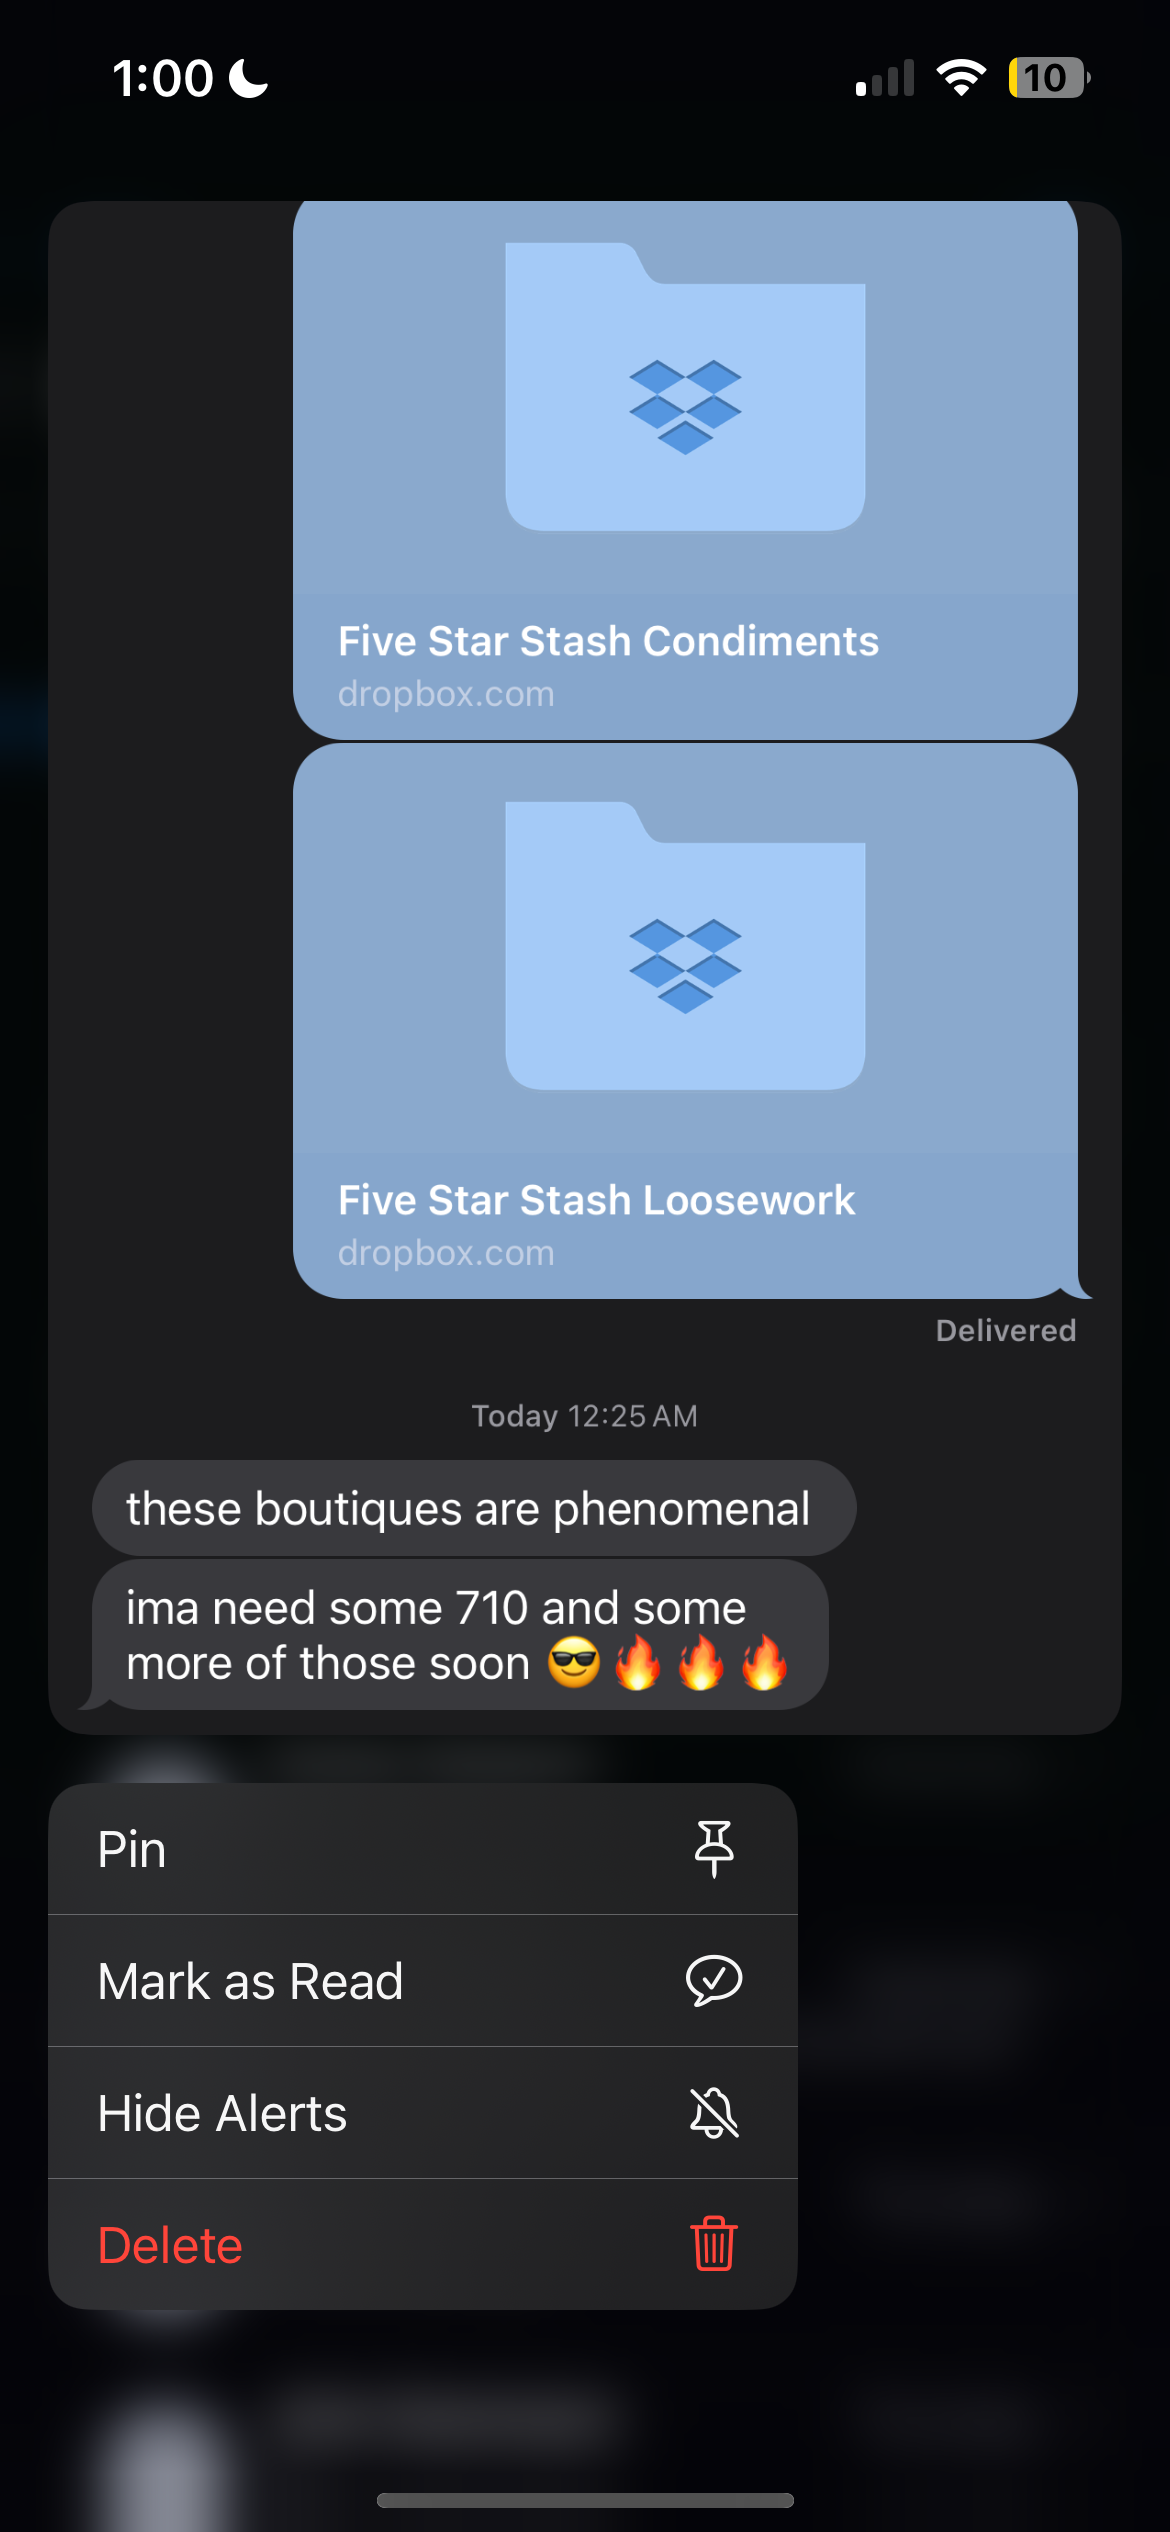 1:00
10
Five Star Stash Condiments
dropbox.com
Five Star Stash Loosework
dropbox.com
Delivered
Today 12:25 AM
these boutiques are phenomenal
ima need some 710 and some
more of those soon 😎🔥🔥🔥
Pin
Mark as Read
Hide Alerts
Delete